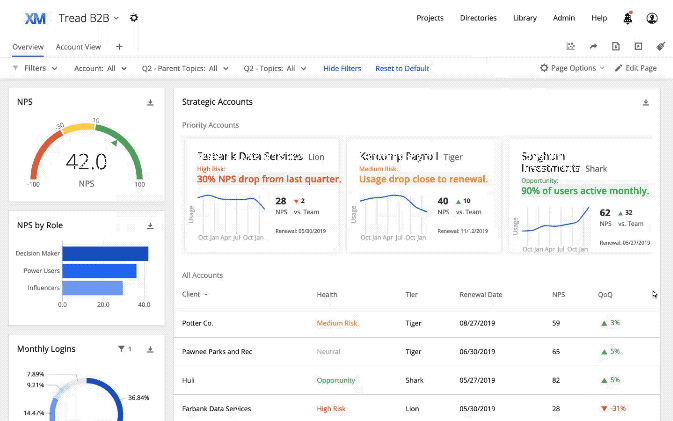 XM Tread B2B
Projects Directories Library Admin Help
Overview Account View +
Filters Account: All Q2 - Parent Topics: All Q2 - Topics: All Hide Filters Reset to Default Page Options Edit Page
NPS
-30 10
42.0
-100 NPS 100
NPS by Role
Decision Maker
Power Users
Influencers
0.0 20.0 40.0
Monthly Logins 1
7.89%
9.21%
36.84%
14.47%
Strategic Accounts
Priority Accounts
Farbank Data Services Lion
High Risk:
30% NPS drop from last quarter.
Usage
28 2
NPS vs. Team
Renewal: 05/30/2019
Oct Jan Apr Jul Oct Jan
Korcomp Payroll Tiger
Medium Risk:
Usage drop close to renewal.
Usage
40 10
NPS vs. Team
Renewal: 11/12/2019
Oct Jan Apr Jul Oct Jan
Investments Shark
Opportunity:
90% of users active monthly.
Usage
62 32
NPS vs. Team
Renewal: 05/27/2019
Oct Jan Apr Jul Oct Jan
All Accounts
Client Health Tier Renewal Date NPS QoQ
Potter Co. Medium Risk Tiger 08/27/2019 59 3%
Pawnee Parks and Rec Neutral Tiger 06/30/2019 65 5%
Huli Opportunity Shark 05/27/2019 82 5%
Farbank Data Services High Risk Lion 05/30/2019 28 -31%